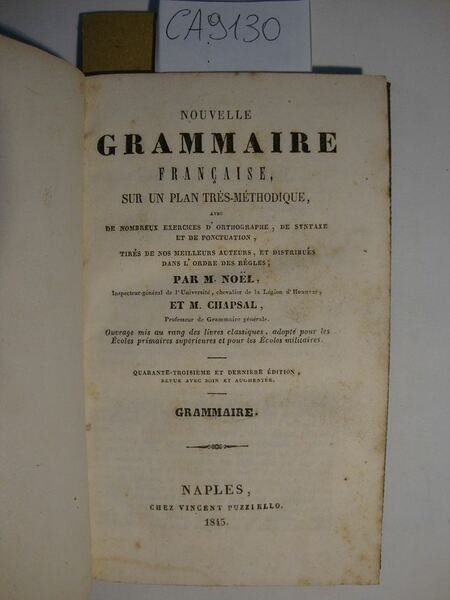 CA9130
NOUVELLE
GRAMMAIRE
FRANÇAISE,
SUR UN PLAN TRÉS-MÉTHODIQUE,
AVEC
DE NOMBREUX EXERCICES D'ORTHOGRAPHE, DE SYNTAXE
ET DE PONCTUATION,
TIRÉS DE NOS MEILLEURS AUTEURS, ET DISTRIBUÉS
DANS L'ORDRE DES RÉGLES;
PAR M. NOËL,
Inspecteur-général de l'Université, chevalier de la Légion d'Honneur,
ET M. CHAPSAL,
Professeur de Grammaire générale.
Ouvrage mis au rang des livres classiques, adopté pour les
Écoles primaires supérieures et pour les Écoles militaires.
QUARANTE-TROISIÈME ET DERNIERE ÉDITION,
REVUE AVEC SOIN ET AUGMENTÉE.
GRAMMAIRE.
NAPLES,
CHEZ VINCENT PUZZIELLO.
1845.